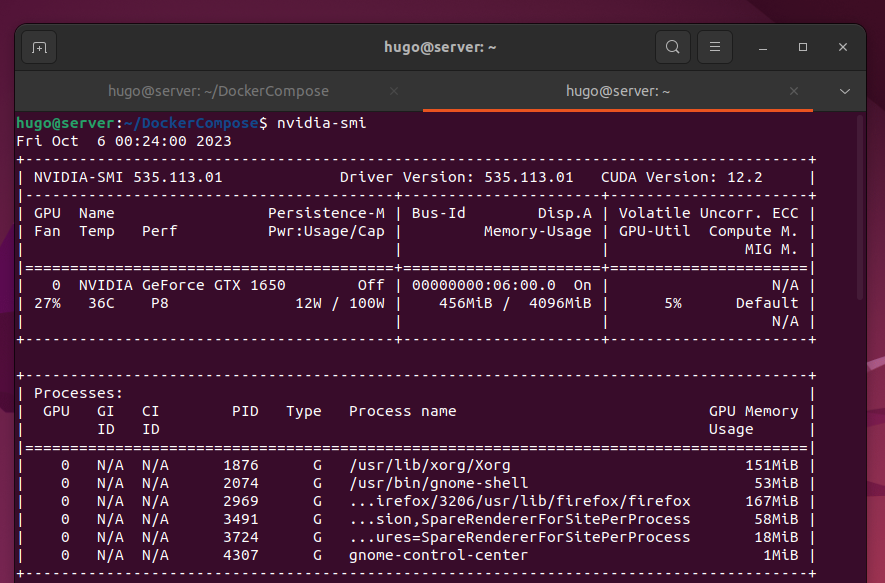 hugo@server: ~
hugo@server: ~/DockerCompose
hugo@server: ~
hugo@server:~/DockerCompose$ nvidia-smi
Fri Oct  6 00:24:00 2023
+---------------------------------------------------------------------------------------+
| NVIDIA-SMI 535.113.01             Driver Version: 535.113.01   CUDA Version: 12.2     |
|-----------------------------------------+----------------------+----------------------+
| GPU  Name                 Persistence-M | Bus-Id        Disp.A | Volatile Uncorr. ECC |
| Fan  Temp   Perf          Pwr:Usage/Cap |         Memory-Usage | GPU-Util  Compute M. |
|                                         |                      |               MIG M. |
|=========================================+======================+======================|
|   0  NVIDIA GeForce GTX 1650        Off | 00000000:06:00.0  On |                  N/A |
| 27%   36C    P8              12W / 100W |    456MiB /  4096MiB |      5%      Default |
|                                         |                      |                  N/A |
+-----------------------------------------+----------------------+----------------------+
+---------------------------------------------------------------------------------------+
| Processes:                                                                            |
|  GPU   GI   CI        PID   Type   Process name                            GPU Memory |
|        ID   ID                                                             Usage      |
|=======================================================================================|
|    0   N/A  N/A      1876      G   /usr/lib/xorg/Xorg                          151MiB |
|    0   N/A  N/A      2074      G   /usr/bin/gnome-shell                         53MiB |
|    0   N/A  N/A      2969      G   ...irefox/3206/usr/lib/firefox/firefox      167MiB |
|    0   N/A  N/A      3491      G   ...sion,SpareRendererForSitePerProcess       58MiB |
|    0   N/A  N/A      3724      G   ...ures=SpareRendererForSitePerProcess       18MiB |
|    0   N/A  N/A      4307      G   gnome-control-center                          1MiB |
+---------------------------------------------------------------------------------------+